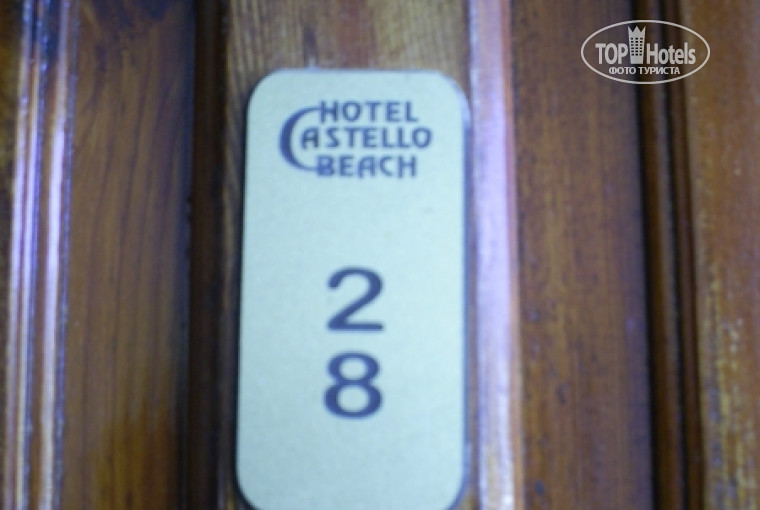 HOTEL
CASTELLO
BEACH
2
8
TOP Hotels
ФОТО ТУРИСТА